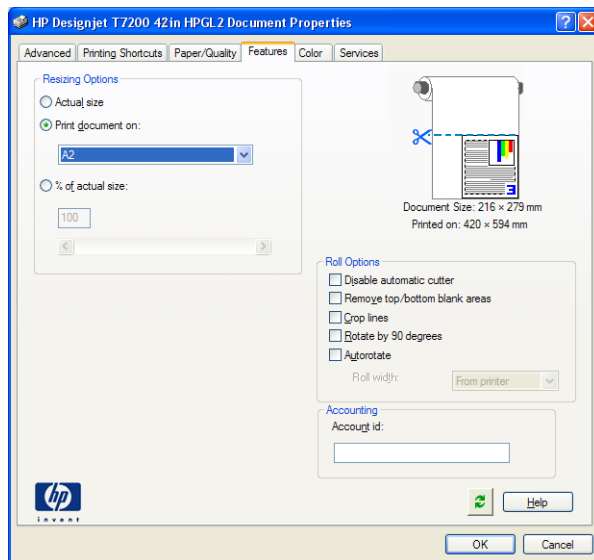 HP Designjet T7200 42in HPGL2 Document Properties
Advanced Printing Shortcuts Paper/Quality Features Color Services
Resizing Options
Actual size
Print document on:
A2
% of actual size:
100
3
Document Size: 216 × 279 mm
Printed on: 420 × 594 mm
Roll Options
Disable automatic cutter
Remove top/bottom blank areas
Crop lines
Rotate by 90 degrees
Autorotate
Roll width: From printer
Accounting
Account id:
hp
invent
Help
OK Cancel